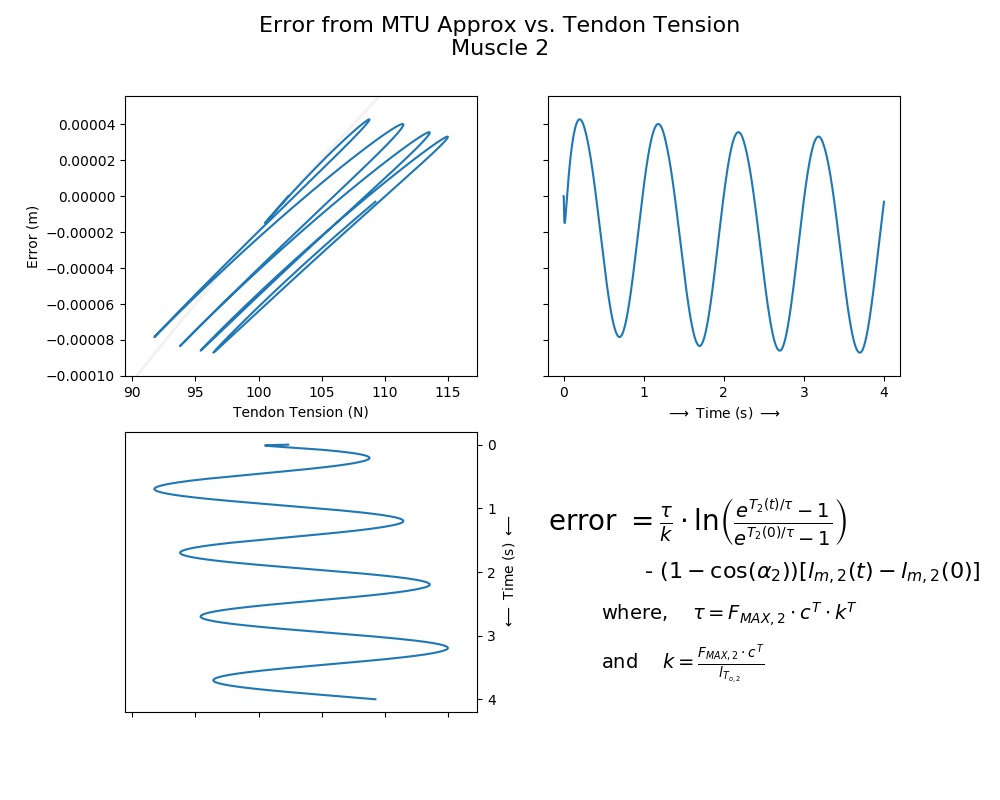 Error from MTU Approx vs. Tendon Tension
Muscle 2
0.00004
0.00002
0.00000
−0.00002
−0.00004
−0.00006
−0.00008
−0.00010
Error (m)
90 95 100 105 110 115
Tendon Tension (N)
0 1 2 3 4
⟶ Time (s) ⟶
0
1
2
3
4
⟵ Time (s) ⟵
error = \frac{τ}{k} · ln(\frac{e^{T_2(t)/τ} − 1}{e^{T_2(0)/τ} − 1})
- (1 − cos(α_2))[l_{m,2}(t) − l_{m,2}(0)]
where, τ = F_{MAX,2} · c^T · k^T
and k = \frac{F_{MAX,2} · c^T}{l_{T_{o,2}}}